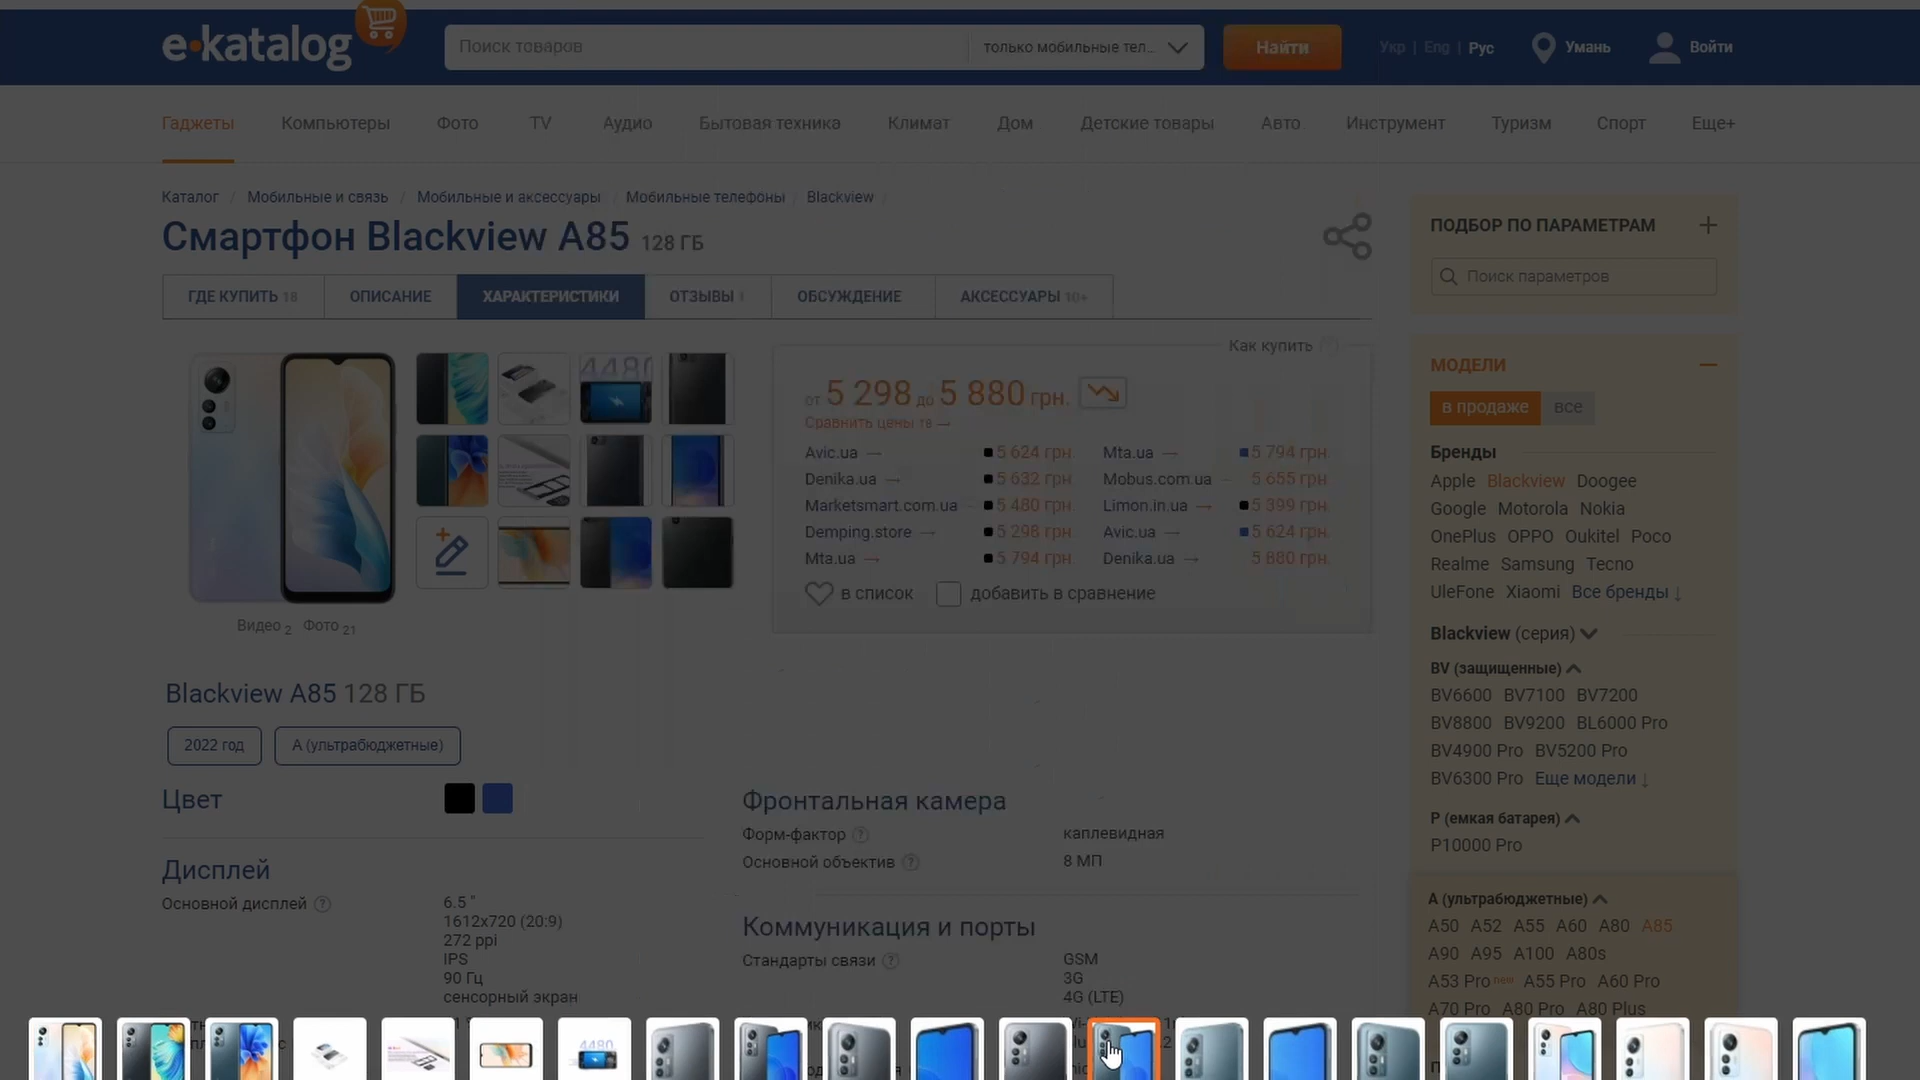 e·katalog
Поиск товаров
только мобильные тел...
Найти
Укр | Eng | Рус
Умань
Войти
Гаджеты Компьютеры Фото TV Аудио Бытовая техника Климат Дом Детские товары Авто Инструмент Туризм Спорт Еще+
Каталог / Мобильные и связь / Мобильные и аксессуары / Мобильные телефоны / Blackview /
Смартфон Blackview A85 128 ГБ
ГДЕ КУПИТЬ 18
ОПИСАНИЕ
ХАРАКТЕРИСТИКИ
ОТЗЫВЫ 1
ОБСУЖДЕНИЕ
АКСЕССУАРЫ 10+
4480
Видео 2 Фото 21
Как купить
от 5 298 до 5 880 грн.
Сравнить цены 18 →
Avic.ua → 5 624 грн.
Denika.ua → 5 632 грн.
Marketsmart.com.ua → 5 480 грн.
Demping.store → 5 298 грн.
Mta.ua → 5 794 грн.
Mta.ua → 5 794 грн.
Mobus.com.ua → 5 655 грн.
Limon.in.ua → 5 399 грн.
Avic.ua → 5 624 грн.
Denika.ua → 5 880 грн.
в список
добавить в сравнение
Blackview A85 128 ГБ
2022 год
A (ультрабюджетные)
Цвет
Дисплей
Основной дисплей ?
6.5 "
1612x720 (20:9)
272 ppi
IPS
90 Гц
сенсорный экран
Фронтальная камера
Форм-фактор ? каплевидная
Основной объектив ? 8 МП
Коммуникация и порты
Стандарты связи ?
GSM
3G
4G (LTE)
ПОДБОР ПО ПАРАМЕТРАМ
Поиск параметров
МОДЕЛИ
в продаже все
Бренды
Apple Blackview Doogee
Google Motorola Nokia
OnePlus OPPO Oukitel Poco
Realme Samsung Tecno
UleFone Xiaomi Все бренды ↓
Blackview (серия)
BV (защищенные)
BV6600 BV7100 BV7200
BV8800 BV9200 BL6000 Pro
BV4900 Pro BV5200 Pro
BV6300 Pro Еще модели ↓
P (емкая батарея)
P10000 Pro
A (ультрабюджетные)
A50 A52 A55 A60 A80 A85
A90 A95 A100 A80s
A53 Pro new A55 Pro A60 Pro
A70 Pro A80 Pro A80 Plus
4480